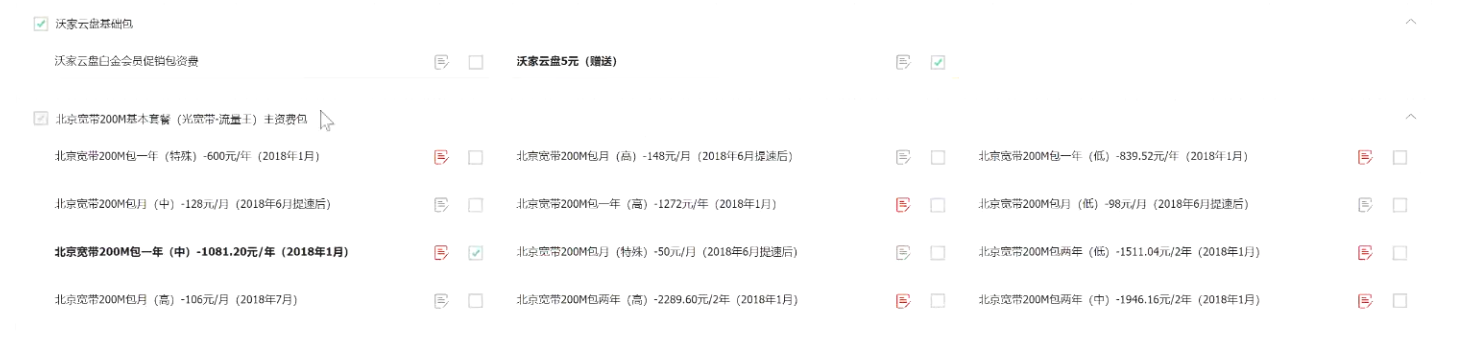 沃家云盘基础包
沃家云盘白金会员促销包资费 沃家云盘5元（赠送）
北京宽带200M基本套餐（光宽带-流量王）主资费包
北京宽带200M包一年（特殊）-600元/年（2018年1月） 北京宽带200M包月（高）-148元/月（2018年6月提速后） 北京宽带200M包一年（低）-839.52元/年（2018年1月）
北京宽带200M包月（中）-128元/月（2018年6月提速后） 北京宽带200M包一年（高）-1272元/年（2018年1月） 北京宽带200M包月（低）-98元/月（2018年6月提速后）
北京宽带200M包一年（中）-1081.20元/年（2018年1月） 北京宽带200M包月（特殊）-50元/月（2018年6月提速后） 北京宽带200M包两年（低）-1511.04元/2年（2018年1月）
北京宽带200M包月（高）-106元/月（2018年7月） 北京宽带200M包两年（高）-2289.60元/2年（2018年1月） 北京宽带200M包两年（中）-1946.16元/2年（2018年1月）